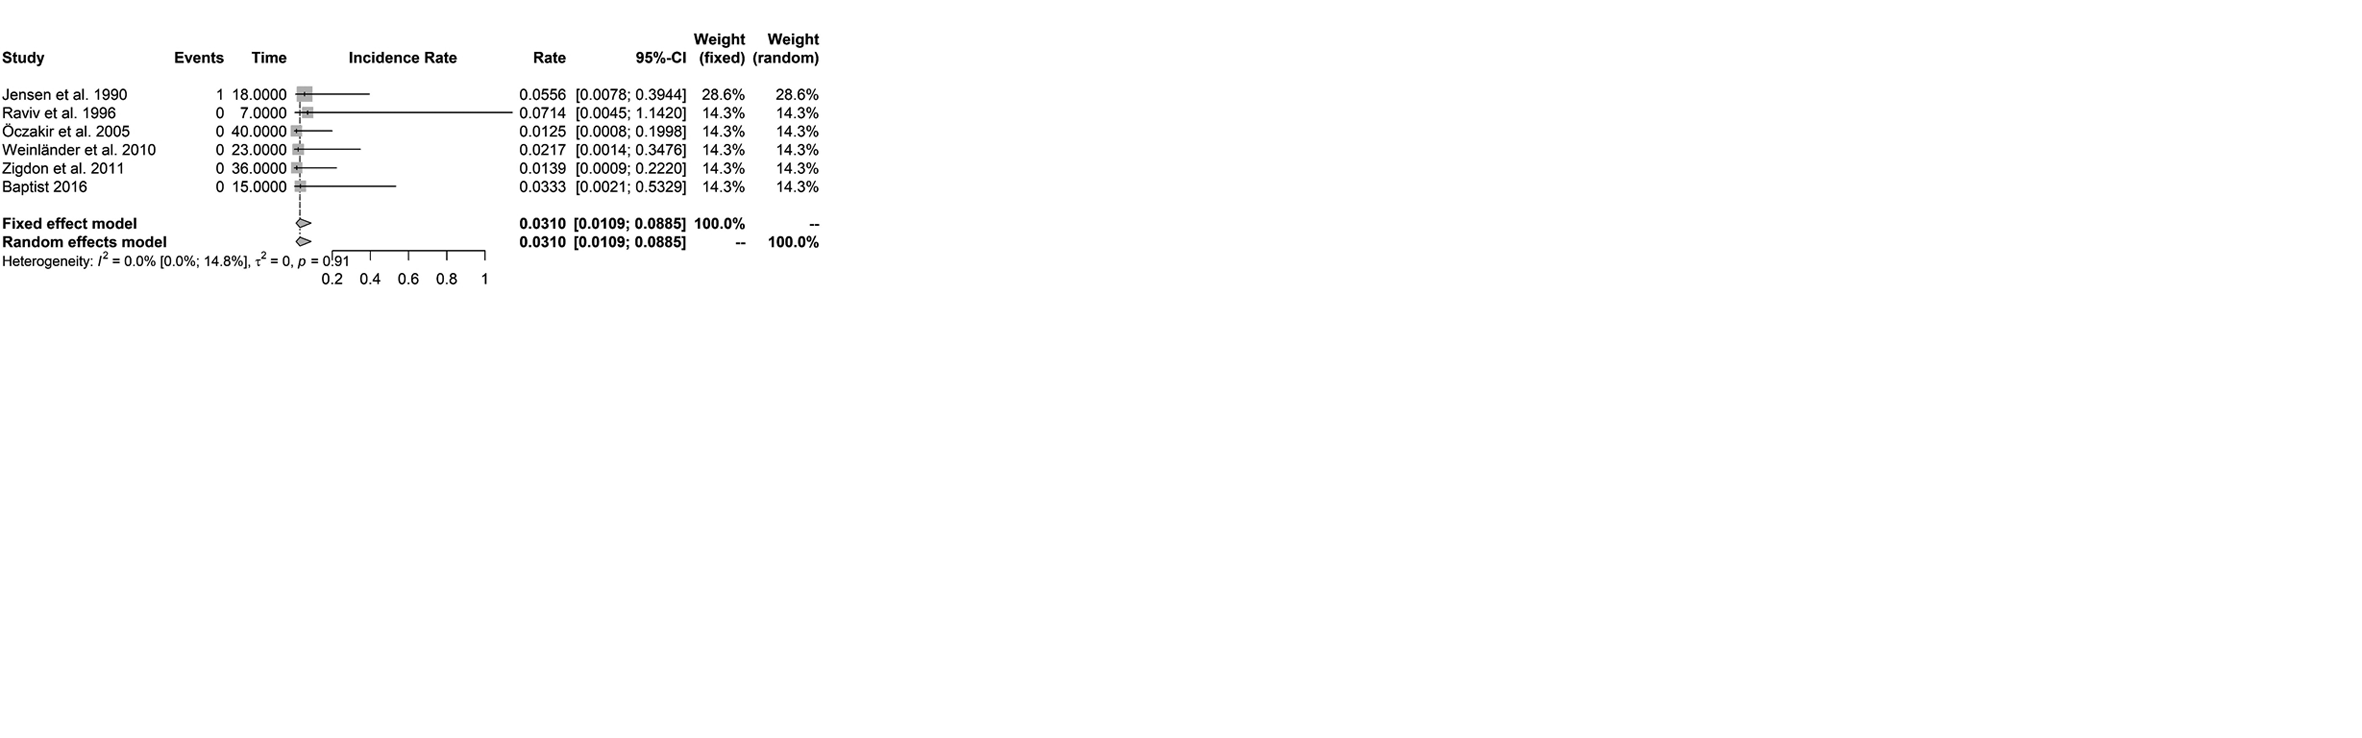 Weight Weight
Study Events Time Incidence Rate Rate 95%-CI (fixed) (random)
Jensen et al. 1990 1 18.0000 0.0556 [0.0078; 0.3944] 28.6% 28.6%
Raviv et al. 1996 0 7.0000 0.0714 [0.0045; 1.1420] 14.3% 14.3%
Öczakir et al. 2005 0 40.0000 0.0125 [0.0008; 0.1998] 14.3% 14.3%
Weinländer et al. 2010 0 23.0000 0.0217 [0.0014; 0.3476] 14.3% 14.3%
Zigdon et al. 2011 0 36.0000 0.0139 [0.0009; 0.2220] 14.3% 14.3%
Baptist 2016 0 15.0000 0.0333 [0.0021; 0.5329] 14.3% 14.3%
Fixed effect model 0.0310 [0.0109; 0.0885] 100.0% --
Random effects model 0.0310 [0.0109; 0.0885] -- 100.0%
Heterogeneity: I² = 0.0% [0.0%; 14.8%], τ² = 0, p = 0.91
0.2 0.4 0.6 0.8 1